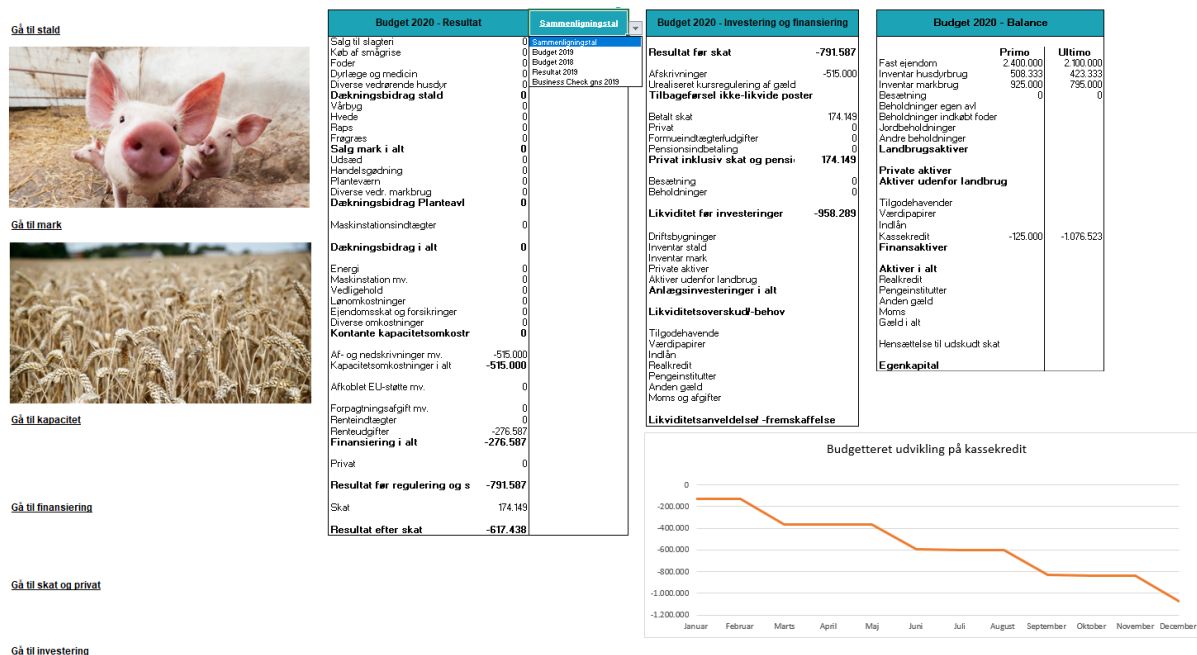 Gå til stald
Gå til mark
Gå til kapacitet
Gå til finansiering
Gå til skat og privat
Gå til investering
Budget 2020 - Resultat
Sammenligningstal
Sammenligningstal
Budget 2019
Budget 2018
Resultat 2019
Business Check gns 2019
Salg til slagteri 0
Køb af smågrise 0
Foder 0
Dyrlæge og medicin 0
Diverse vedrørende husdyr 0
Dækningsbidrag stald 0
Vårbyg 0
Hvede 0
Raps 0
Frøgræs 0
Salg mark i alt 0
Udsæd 0
Handelsgødning 0
Planteværn 0
Diverse vedr. markbrug 0
Dækningsbidrag Planteavl 0
Maskinstationsindtægter 0
Dækningsbidrag i alt 0
Energi 0
Maskinstation mv. 0
Vedligehold 0
Lønomkostninger 0
Ejendomsskat og forsikringer 0
Diverse omkostninger 0
Kontante kapacitetsomkostr 0
Af- og nedskrivninger mv. -515.000
Kapacitetsomkostninger i alt -515.000
Afkoblet EU-støtte mv. 0
Forpagtningsafgift mv. 0
Renteindtægter 0
Renteudgifter -276.587
Finansiering i alt -276.587
Privat 0
Resultat før regulering og s -791.587
Skat 174.149
Resultat efter skat -617.438
Budget 2020 - Investering og finansiering
Resultat før skat -791.587
Afskrivninger -515.000
Urealiseret kursregulering af gæld
Tilbageførsel ikke-likvide poster
Betalt skat 174.149
Privat 0
Formueindtægter/udgifter 0
Pensionsindbetaling 0
Privat inklusiv skat og pensi 174.149
Besætning 0
Beholdninger 0
Likviditet før investeringer -958.289
Driftsbygninger
Inventar stald
Inventar mark
Private aktiver
Aktiver udenfor landbrug
Anlægsinvesteringer i alt
Likviditetsoverskud/-behov
Tilgodehavende
Værdipapirer
Indlån
Realkredit
Pengeinstitutter
Anden gæld
Moms og afgifter
Likviditetsanveldelse/ -fremskaffelse
Budget 2020 - Balance
Primo Ultimo
Fast ejendom 2.400.000 2.100.000
Inventar husdyrbrug 508.333 423.333
Inventar markbrug 925.000 795.000
Besætning 0 0
Beholdninger egen avl
Beholdninger indkøbt foder
Jordbeholdninger
Andre beholdninger
Landbrugsaktiver
Private aktiver
Aktiver udenfor landbrug
Tilgodehavender
Værdipapirer
Indlån
Kassekredit -125.000 -1.076.523
Finansaktiver
Aktiver i alt
Realkredit
Pengeinstitutter
Anden gæld
Moms
Gæld i alt
Hensættelse til udskudt skat
Egenkapital
Budgetteret udvikling på kassekredit
0
-200.000
-400.000
-600.000
-800.000
-1.000.000
-1.200.000
Januar Februar Marts April Maj Juni Juli August September Oktober November December